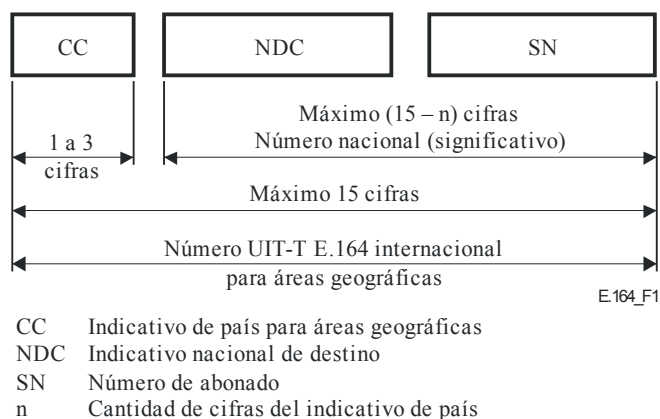 CC NDC SN
Máximo (15 – n) cifras
1 a 3 Número nacional (significativo)
cifras
Máximo 15 cifras
Número UIT-T E.164 internacional
para áreas geográficas
E.164_F1
CC Indicativo de país para áreas geográficas
NDC Indicativo nacional de destino
SN Número de abonado
n Cantidad de cifras del indicativo de país